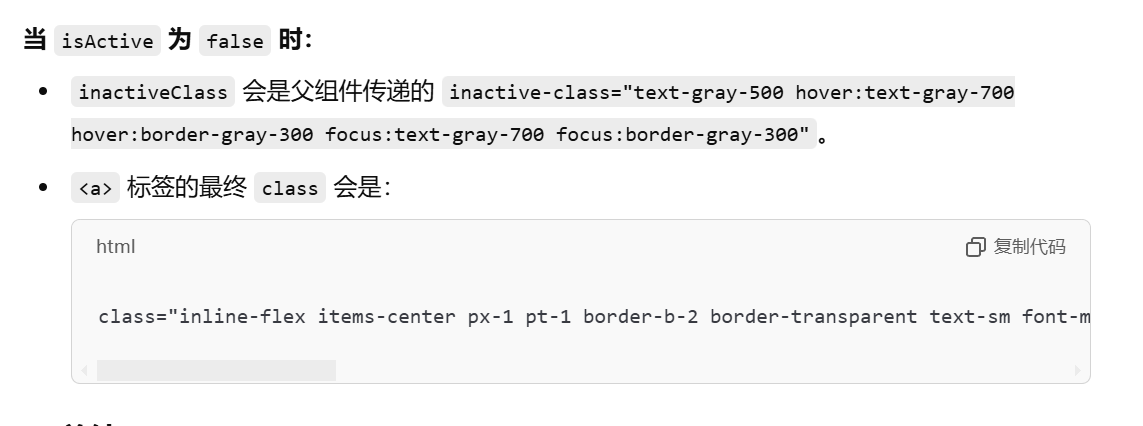 当 isActive 为 false 时：
inactiveClass 会是父组件传递的 inactive-class="text-gray-500 hover:text-gray-700
hover:border-gray-300 focus:text-gray-700 focus:border-gray-300"。
<a> 标签的最终 class 会是：
html
复制代码
class="inline-flex items-center px-1 pt-1 border-b-2 border-transparent text-sm font-m